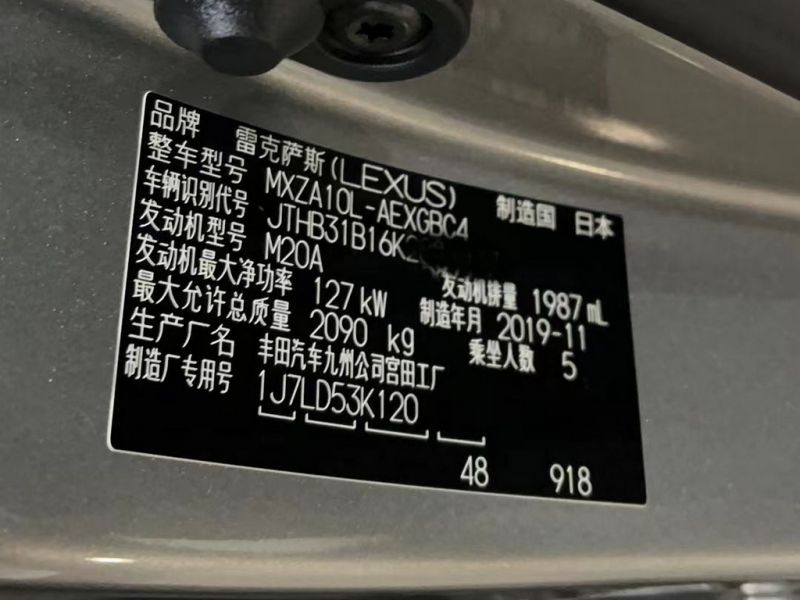 品牌 雷克萨斯(LEXUS) 制造国 日本
整车型号 MXZA10L-AEXGBC4
车辆识别代号 JTHB31B16K2
发动机型号 M20A 发动机排量 1987 mL
发动机最大净功率 127 kW 制造年月 2019-11
最大允许总质量 2090 kg 乘坐人数 5
生产厂名 丰田汽车九州公司宫田工厂
制造厂专用号 1J7LD53K120
48 918